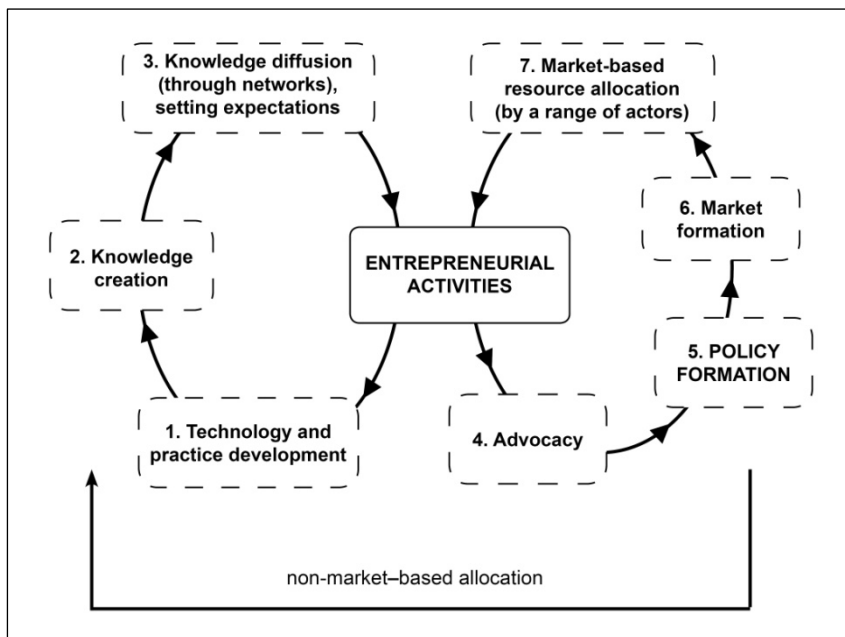 3. Knowledge diffusion
(through networks),
setting expectations
7. Market-based
resource allocation
(by a range of actors)
2. Knowledge
creation
ENTREPRENEURIAL
ACTIVITIES
6. Market
formation
5. POLICY
FORMATION
1. Technology and
practice development
4. Advocacy
non-market–based allocation